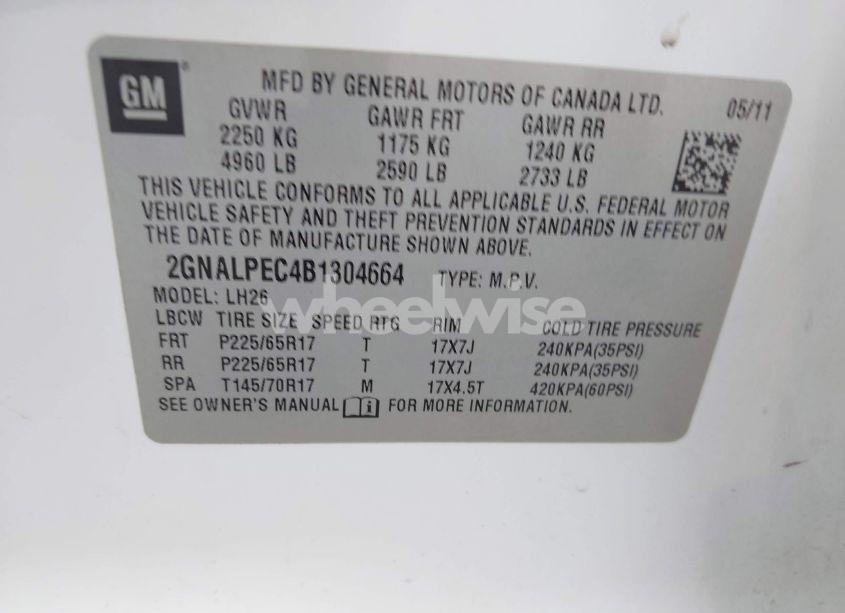 GM ® MFD BY GENERAL MOTORS OF CANADA LTD. 05/11
GVWR GAWR FRT GAWR RR
2250 KG 1175 KG 1240 KG
4960 LB 2590 LB 2733 LB
THIS VEHICLE CONFORMS TO ALL APPLICABLE U.S. FEDERAL MOTOR
VEHICLE SAFETY AND THEFT PREVENTION STANDARDS IN EFFECT ON
THE DATE OF MANUFACTURE SHOWN ABOVE.
2GNALPEC4B1304664 TYPE: M.P.V.
MODEL: LH26
wheelwise
LBCW TIRE SIZE SPEED RTG RIM COLD TIRE PRESSURE
FRT P225/65R17 T 17X7J 240KPA(35PSI)
RR P225/65R17 T 17X7J 240KPA(35PSI)
SPA T145/70R17 M 17X4.5T 420KPA(60PSI)
SEE OWNER'S MANUAL FOR MORE INFORMATION.